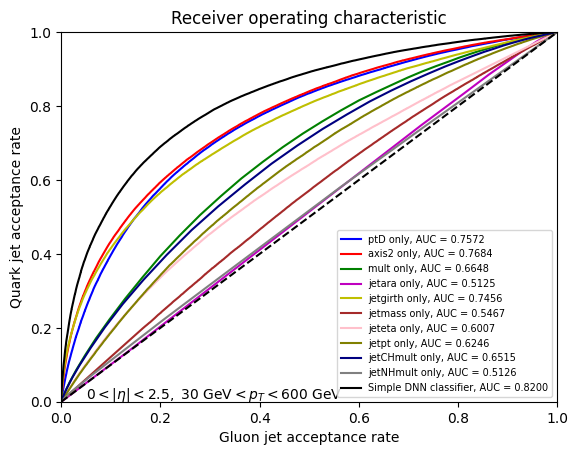 Receiver operating characteristic
Quark jet acceptance rate
1.0
0.8
0.6
0.4
0.2
0.0
ptD only, AUC = 0.7572
axis2 only, AUC = 0.7684
mult only, AUC = 0.6648
jetara only, AUC = 0.5125
jetgirth only, AUC = 0.7456
jetmass only, AUC = 0.5467
jeteta only, AUC = 0.6007
jetpt only, AUC = 0.6246
jetCHmult only, AUC = 0.6515
jetNHmult only, AUC = 0.5126
Simple DNN classifier, AUC = 0.8200
0 < |η| < 2.5, 30 GeV < p_T < 600 GeV
0.0 0.2 0.4 0.6 0.8 1.0
Gluon jet acceptance rate